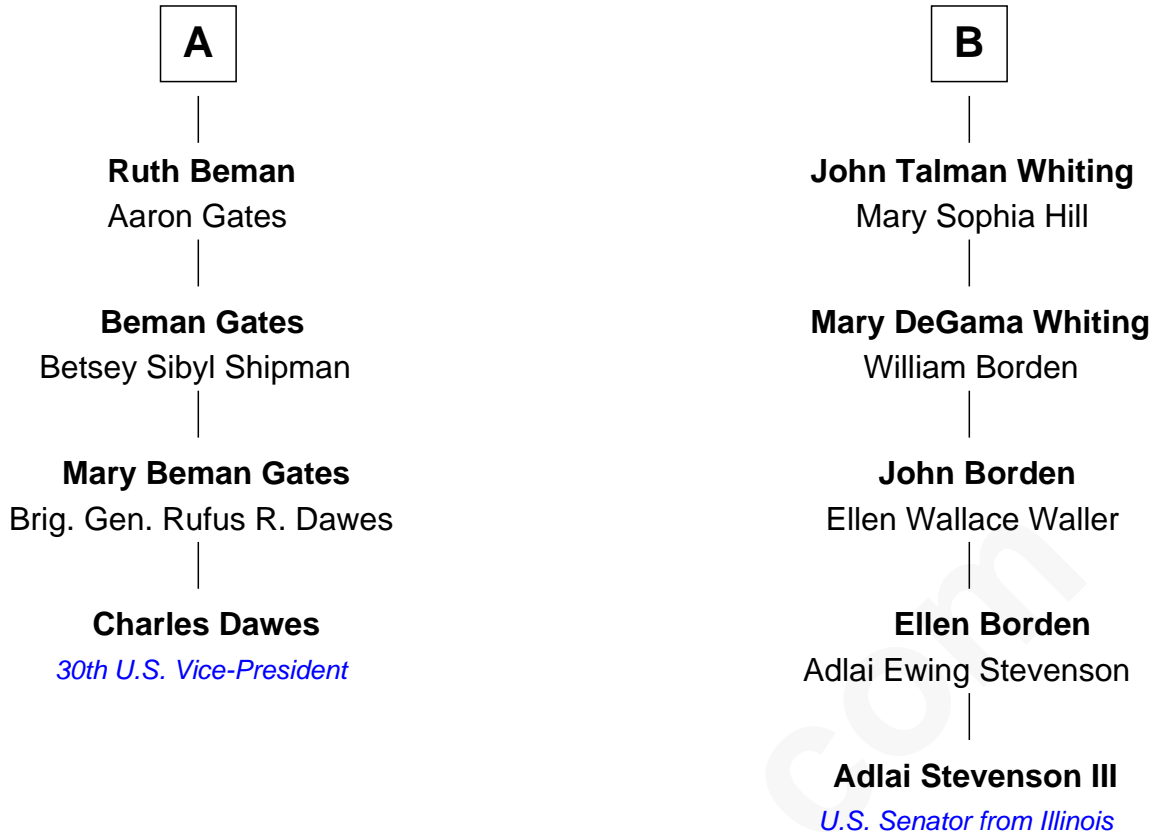 A
Ruth Beman
Aaron Gates
Beman Gates
Betsey Sibyl Shipman
Mary Beman Gates
Brig. Gen. Rufus R. Dawes
Charles Dawes
30th U.S. Vice-President
B
John Talman Whiting
Mary Sophia Hill
Mary DeGama Whiting
William Borden
John Borden
Ellen Wallace Waller
Ellen Borden
Adlai Ewing Stevenson
Adlai Stevenson III
U.S. Senator from Illinois
com